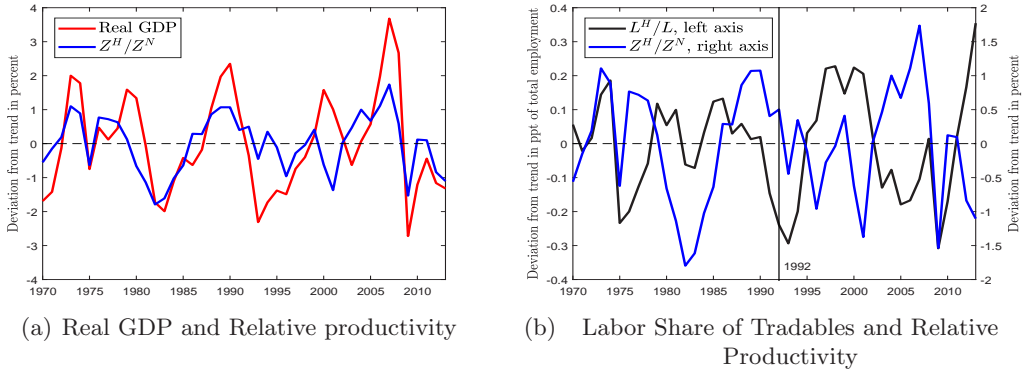 Real GDP
Z^H/Z^N
Deviation from trend in percent
4
3
2
1
0
-1
-2
-3
-4
1970 1975 1980 1985 1990 1995 2000 2005 2010
(a) Real GDP and Relative productivity
L^H/L, left axis
Z^H/Z^N, right axis
Deviation from trend in ppt of total employment
0.4
0.3
0.2
0.1
0
-0.1
-0.2
-0.3
-0.4
2
1.5
1
0.5
0
-0.5
-1
-1.5
-2
Deviation from trend in percent
1992
1970 1975 1980 1985 1990 1995 2000 2005 2010
(b) Labor Share of Tradables and Relative
Productivity